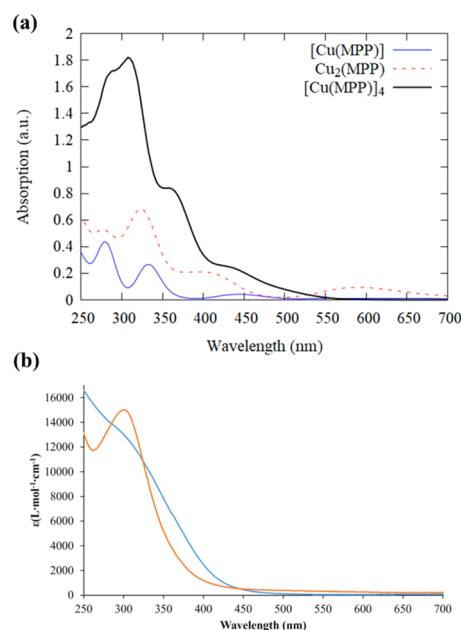 (a)
[Cu(MPP)]
Cu₂(MPP)
[Cu(MPP)]₄
Absorption (a.u.)
2
1.8
1.6
1.4
1.2
1
0.8
0.6
0.4
0.2
0
250 300 350 400 450 500 550 600 650 700
Wavelength (nm)
(b)
ε(L·mol⁻¹·cm⁻¹)
16000
14000
12000
10000
8000
6000
4000
2000
0
250 300 350 400 450 500 550 600 650 700
Wavelength (nm)